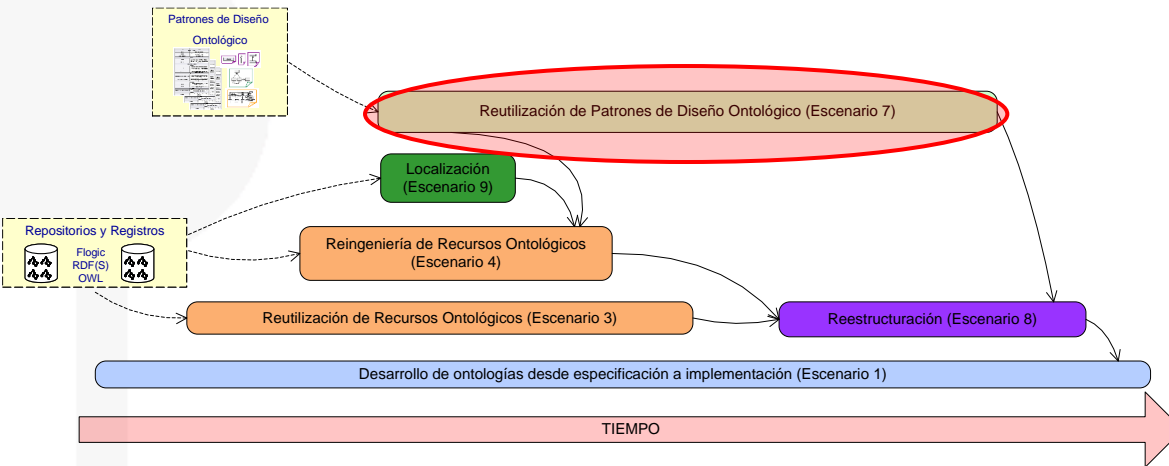 Patrones de Diseño
Ontológico
Reutilización de Patrones de Diseño Ontológico (Escenario 7)
Localización
(Escenario 9)
Repositorios y Registros
Flogic
RDF(S)
OWL
Reingeniería de Recursos Ontológicos
(Escenario 4)
Reutilización de Recursos Ontológicos (Escenario 3)
Reestructuración (Escenario 8)
Desarrollo de ontologías desde especificación a implementación (Escenario 1)
TIEMPO